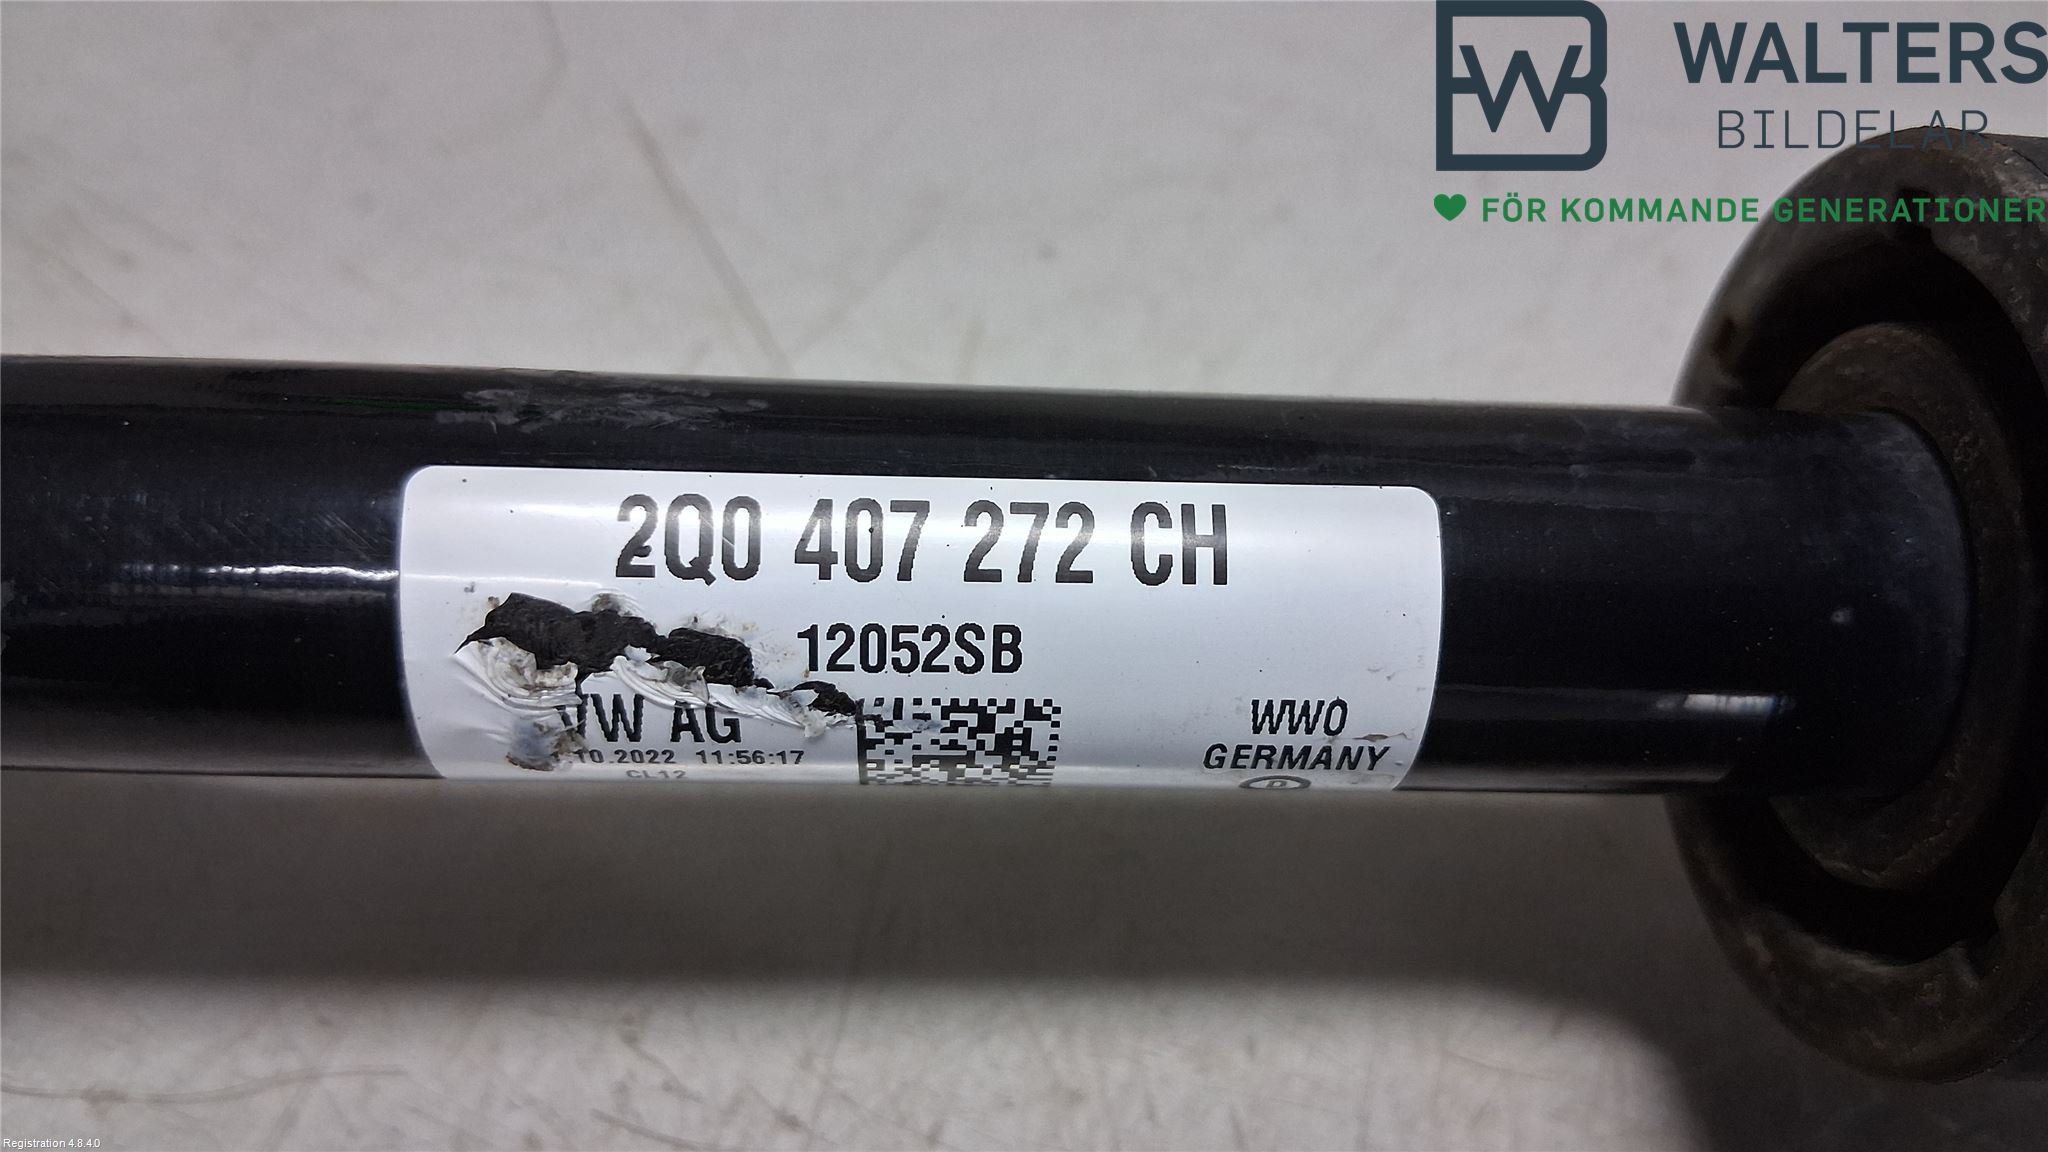 WALTERS
BILDELAR
FÖR KOMMANDE GENERATIONER
2Q0 407 272 CH
12052SB
VW AG
.10.2022 11:56:17
CL12
WWO
GERMANY
D
Registration 4.8.4.0